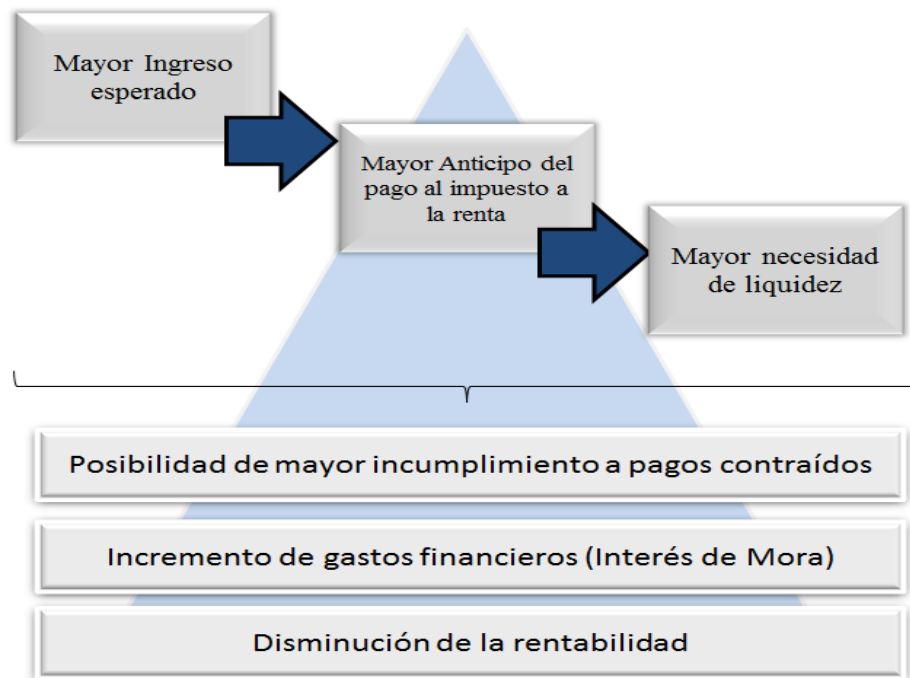 Mayor Ingreso
esperado
Mayor Anticipo del
pago al impuesto a
la renta
Mayor necesidad
de liquidez
Posibilidad de mayor incumplimiento a pagos contraídos
Incremento de gastos financieros (Interés de Mora)
Disminución de la rentabilidad